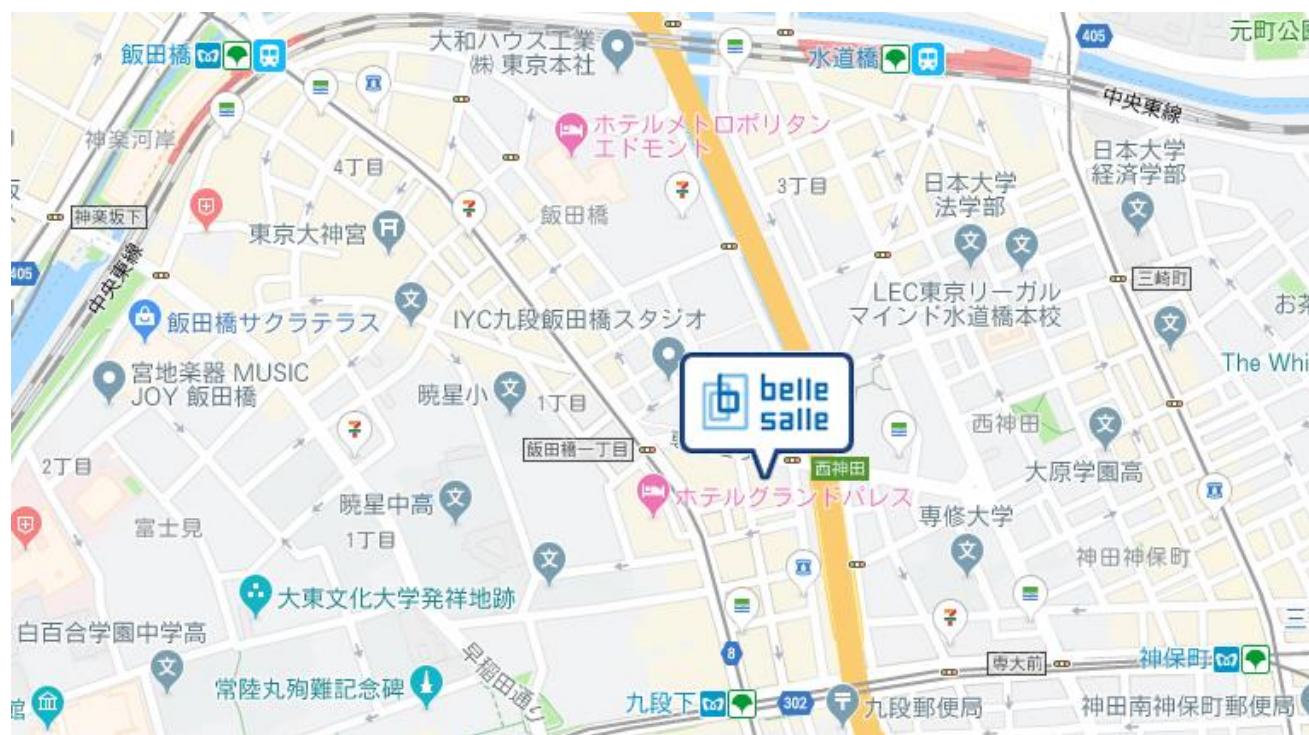 元町公園
405
飯田橋
大和ハウス工業
㈱ 東京本社
水道橋
中央東線
神楽河岸
4丁目
ホテルメトロポリタン
エドモント
3丁目
日本大学
経済学部
日本大学
法学部
神楽坂下
東京大神宮
飯田橋
405
中央東線
三崎町
飯田橋サクラテラス
IYC九段飯田橋スタジオ
LEC東京リーガル
マインド水道橋本校
お茶
The Whi
宮地楽器 MUSIC
JOY 飯田橋
暁星小
1丁目
belle
salle
西神田
飯田橋一丁目
大原学園高
2丁目
西神田
ホテルグランドパレス
暁星中高
1丁目
専修大学
富士見
神田神保町
大東文化大学発祥地跡
白百合学園中学高
三
8
早稲田通り
専大前
神保町
常陸丸殉難記念碑
館
九段下
302
九段郵便局
神田南神保町郵便局